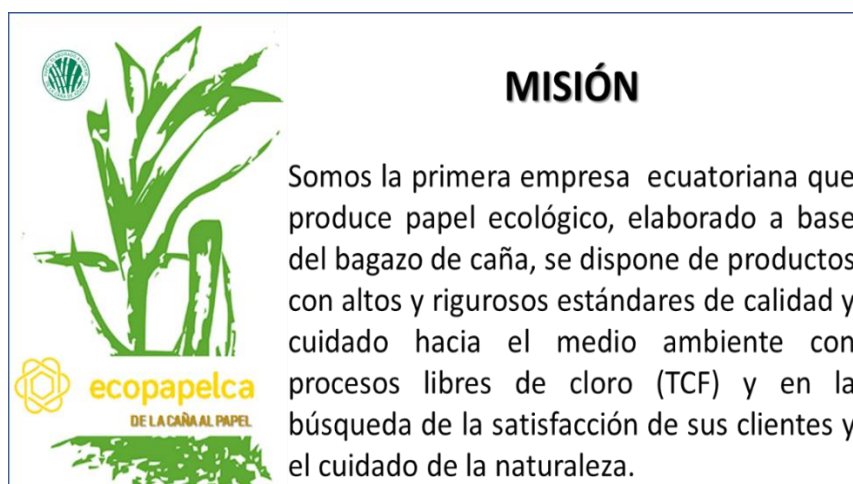 MISIÓN
Somos la primera empresa ecuatoriana que
produce papel ecológico, elaborado a base
del bagazo de caña, se dispone de productos
con altos y rigurosos estándares de calidad y
cuidado hacia el medio ambiente con
procesos libres de cloro (TCF) y en la
búsqueda de la satisfacción de sus clientes y
el cuidado de la naturaleza.
ecopapelca
DE LA CAÑA AL PAPEL